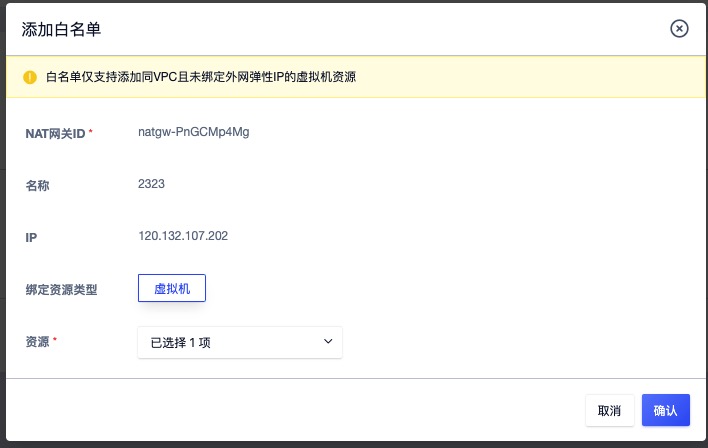 添加白名单
白名单仅支持添加同VPC且未绑定外网弹性IP的虚拟机资源
NAT网关ID * natgw-PnGCMp4Mg
名称 2323
IP 120.132.107.202
绑定资源类型 虚拟机
资源 * 已选择 1 项
取消 确认